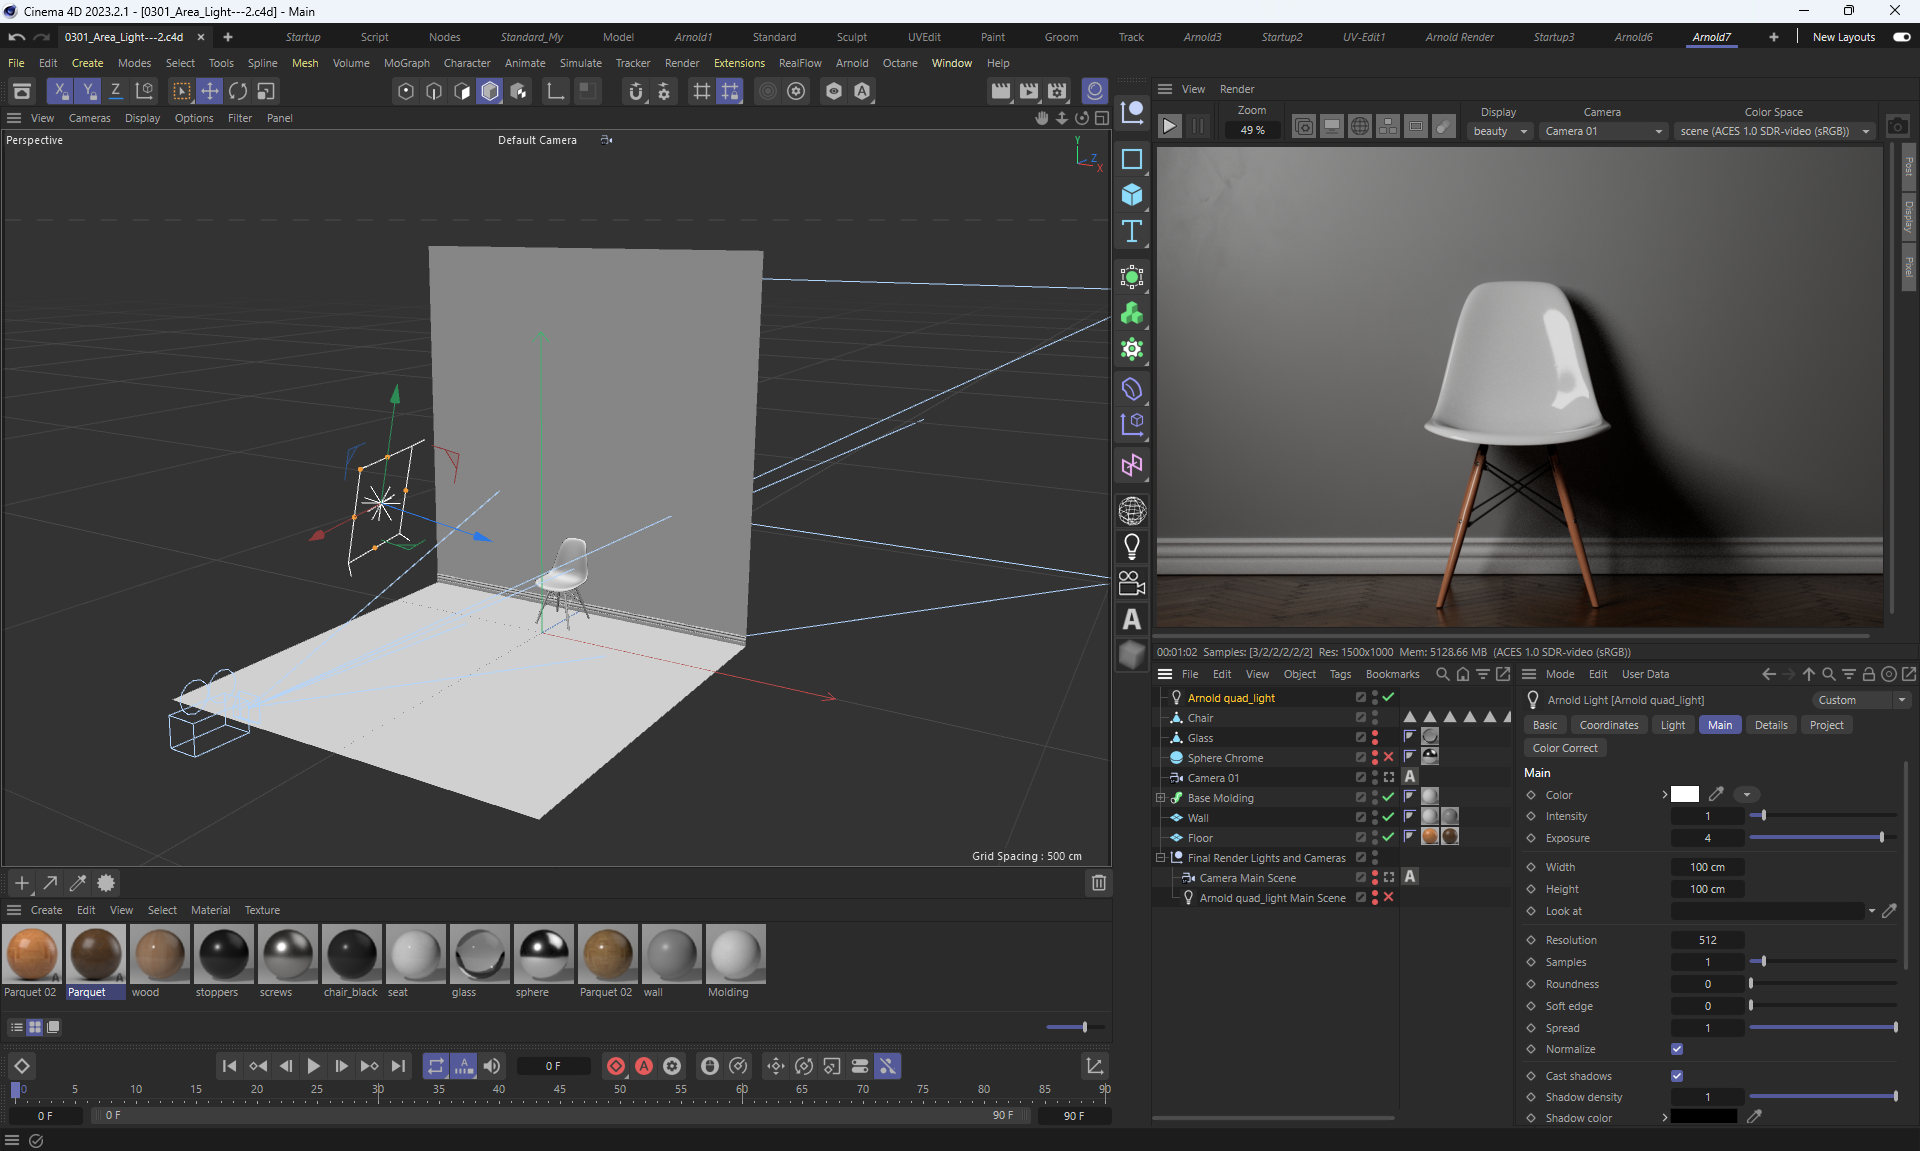 Cinema 4D 2023.2.1 - [0301_Area_Light---2.c4d] - Main
0301_Area_Light---2.c4d × + Startup Script Nodes Standard_My Model Arnold1 Standard Sculpt UVEdit Paint Groom Track Arnold3 Startup2 UV-Edit1 Arnold Render Startup3 Arnold6 Arnold7 + New Layouts
File Edit Create Modes Select Tools Spline Mesh Volume MoGraph Character Animate Simulate Tracker Render Extensions RealFlow Arnold Octane Window Help
X Y Z
View Cameras Display Options Filter Panel
Perspective Default Camera
Y Z X
Grid Spacing : 500 cm
View Render
Zoom Display Camera Color Space
49 % beauty Camera 01 scene (ACES 1.0 SDR-video (sRGB))
Post
Display
Pixel
00:01:02 Samples: [3/2/2/2/2/2] Res: 1500x1000 Mem: 5128.66 MB (ACES 1.0 SDR-video (sRGB))
File Edit View Object Tags Bookmarks
Arnold quad_light
Chair
Glass
Sphere Chrome
Camera 01 A
Base Molding
Wall
Floor
Final Render Lights and Cameras
Camera Main Scene A
Arnold quad_light Main Scene
Mode Edit User Data
Arnold Light [Arnold quad_light] Custom
Basic Coordinates Light Main Details Project
Color Correct
Main
Color
Intensity 1
Exposure 4
Width 100 cm
Height 100 cm
Look at
Resolution 512
Samples 1
Roundness 0
Soft edge 0
Spread 1
Normalize
Cast shadows
Shadow density 1
Shadow color
Create Edit View Select Material Texture
Parquet 02 Parquet wood stoppers screws chair_black seat glass sphere Parquet 02 wall Molding
0 F
0 5 10 15 20 25 30 35 40 45 50 55 60 65 70 75 80 85 90
0 F 0 F 90 F 90 F